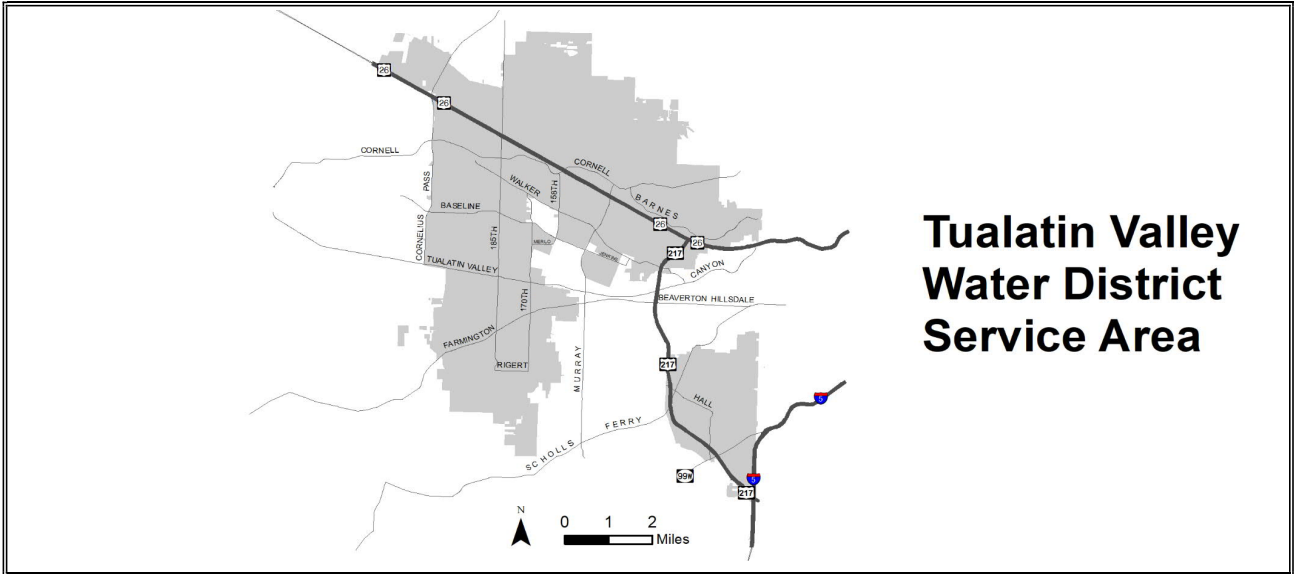 26
26
CORNELL
CORNELL
PASS
WALKER
158TH
BARNES
BASELINE
185TH
CORNELIUS
MERLO
JENKINS
26
26
217
CANYON
TUALATIN VALLEY
170TH
BEAVERTON HILLSDALE
FARMINGTON
RIGERT
MURRAY
217
HALL
5
SCHOLLS FERRY
99W
5
217
N
0 1 2
Miles
Tualatin Valley
Water District
Service Area